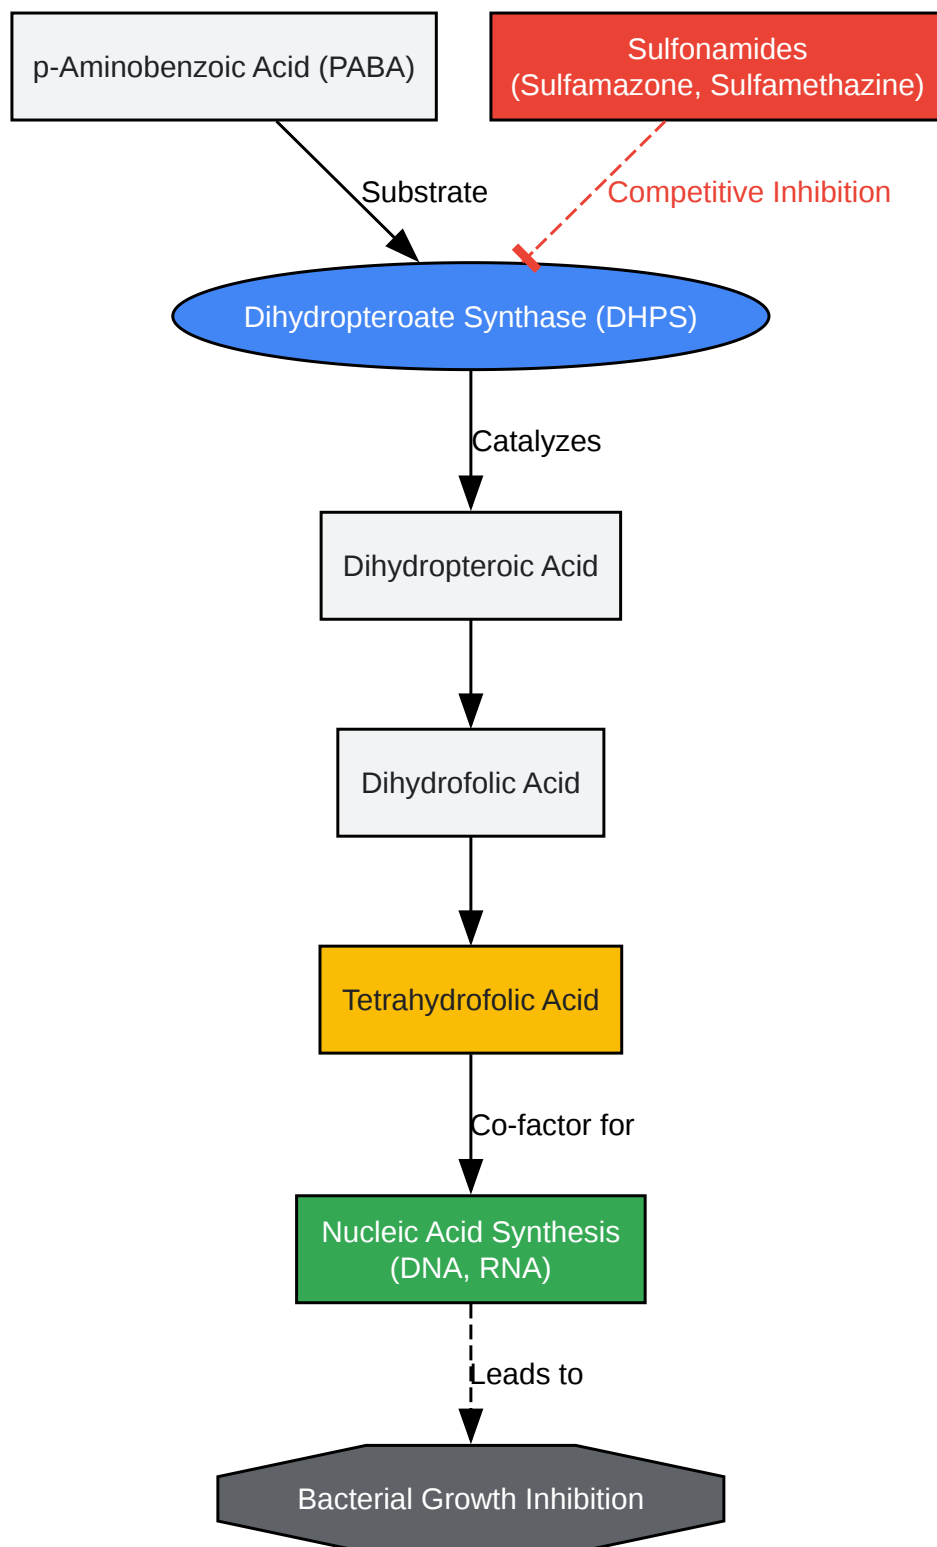 p-Aminobenzoic Acid (PABA)
Sulfonamides
(Sulfamazone, Sulfamethazine)
Substrate
Competitive Inhibition
Dihydropteroate Synthase (DHPS)
Catalyzes
Dihydropteroic Acid
Dihydrofolic Acid
Tetrahydrofolic Acid
Co-factor for
Nucleic Acid Synthesis
(DNA, RNA)
Leads to
Bacterial Growth Inhibition